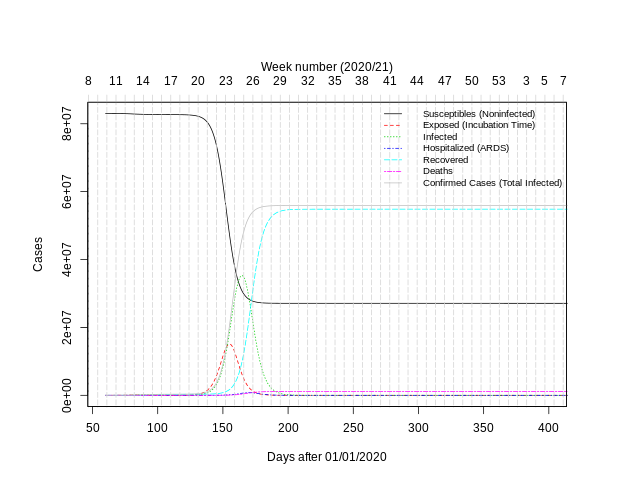 Week number (2020/21)
8 11 14 17 20 23 26 29 32 35 38 41 44 47 50 53 3 5 7
Susceptibles (Noninfected)
Exposed (Incubation Time)
Infected
Hospitalized (ARDS)
Recovered
Deaths
Confirmed Cases (Total Infected)
Cases
8e+07
6e+07
4e+07
2e+07
0e+00
50 100 150 200 250 300 350 400
Days after 01/01/2020